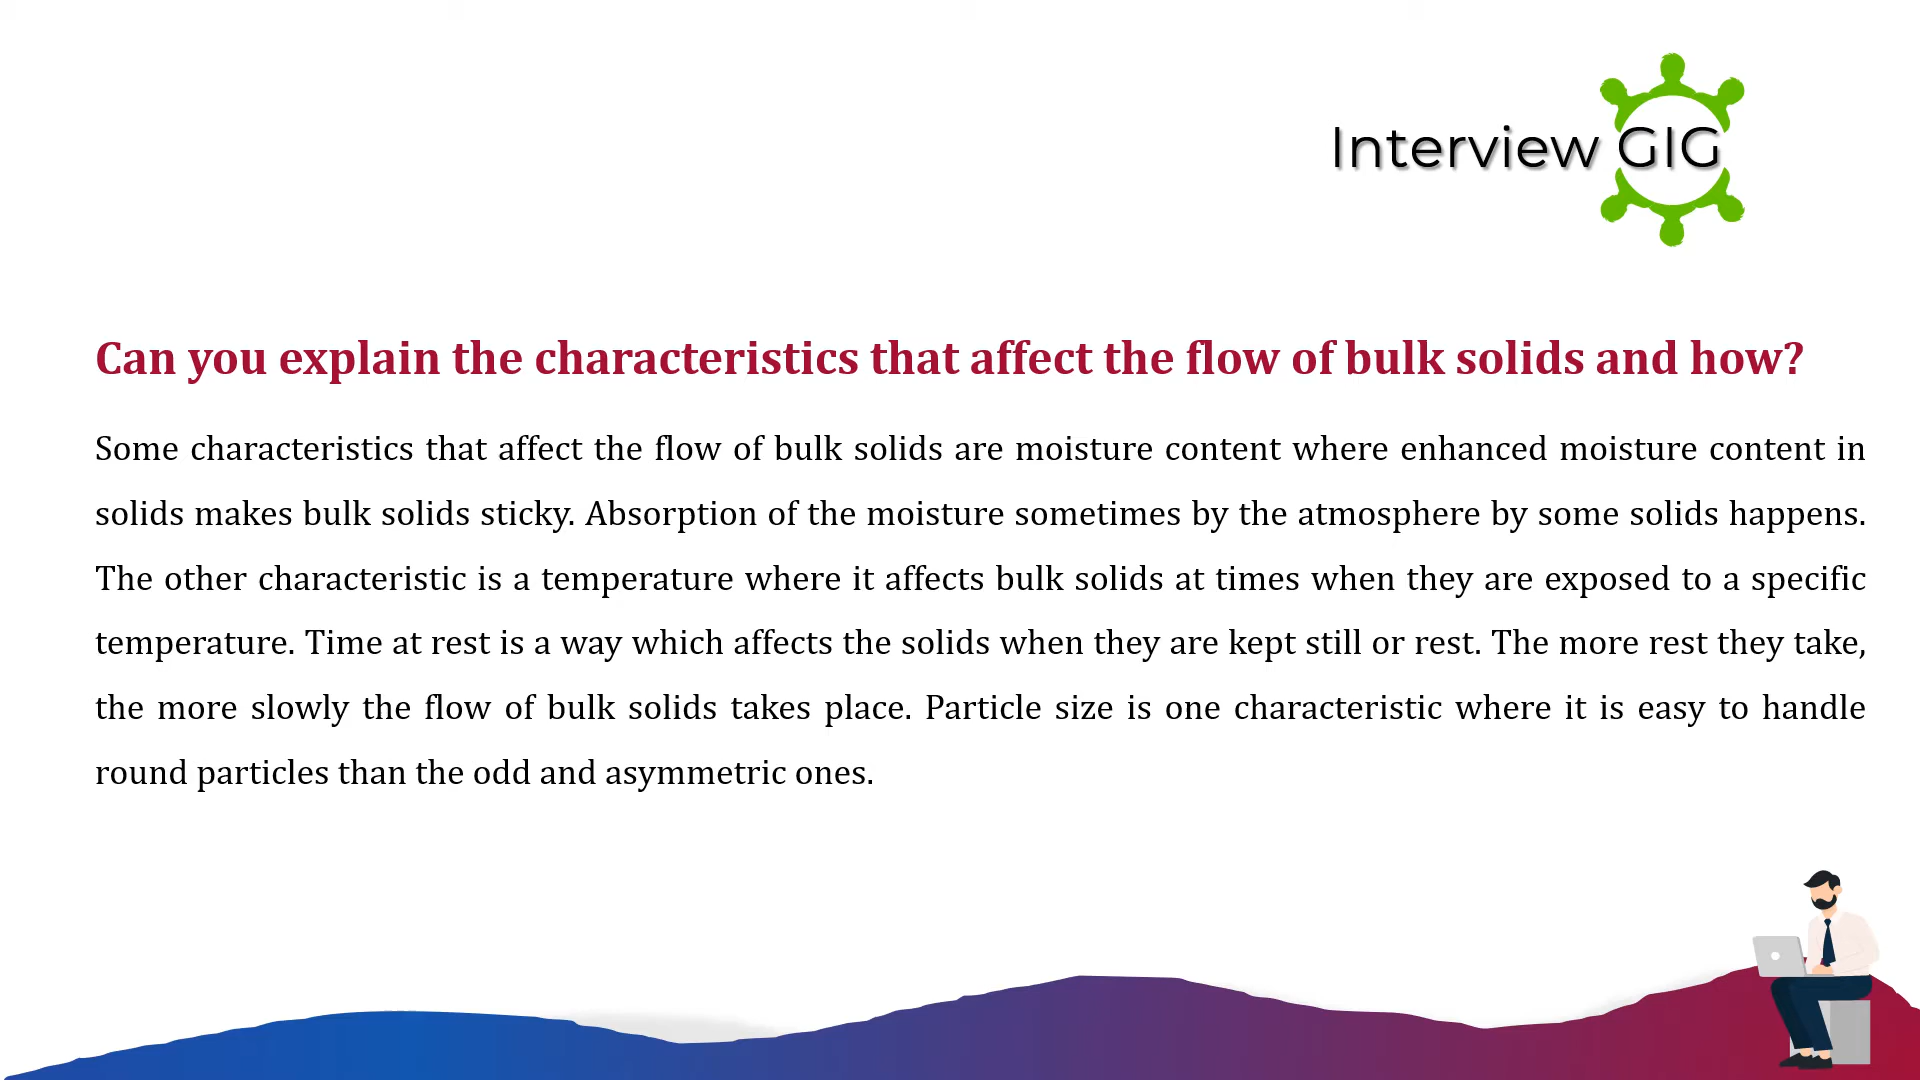 Interview GIG
Can you explain the characteristics that affect the flow of bulk solids and how?
Some characteristics that affect the flow of bulk solids are moisture content where enhanced moisture content in
solids makes bulk solids sticky. Absorption of the moisture sometimes by the atmosphere by some solids happens.
The other characteristic is a temperature where it affects bulk solids at times when they are exposed to a specific
temperature. Time at rest is a way which affects the solids when they are kept still or rest. The more rest they take,
the more slowly the flow of bulk solids takes place. Particle size is one characteristic where it is easy to handle
round particles than the odd and asymmetric ones.